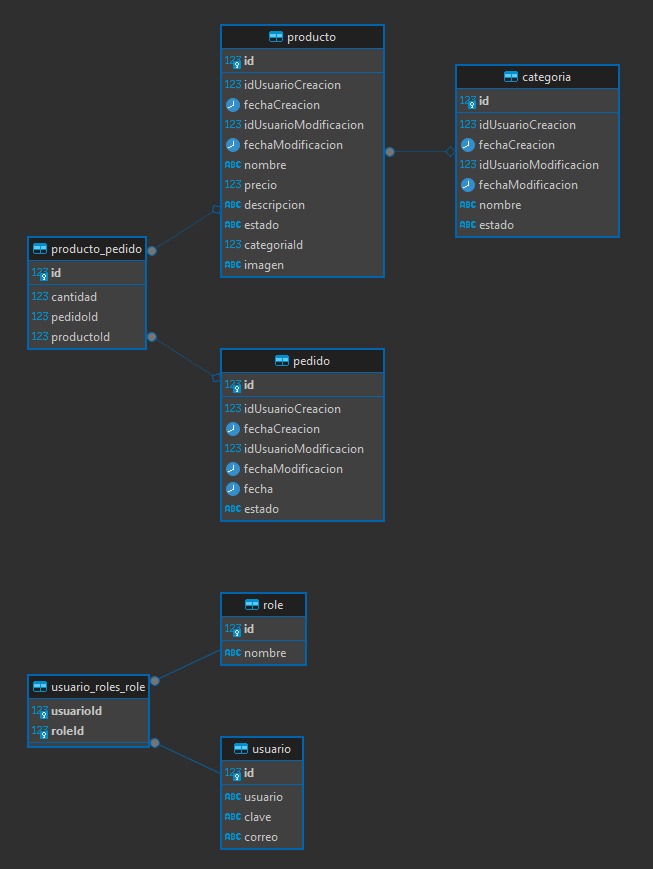 producto
123 id
123 idUsuarioCreacion
fechaCreacion
123 idUsuarioModificacion
fechaModificacion
ABC nombre
123 precio
ABC descripcion
ABC estado
123 categoriaId
ABC imagen
categoria
123 id
123 idUsuarioCreacion
fechaCreacion
123 idUsuarioModificacion
fechaModificacion
ABC nombre
ABC estado
producto_pedido
123 id
123 cantidad
123 pedidoId
123 productoId
pedido
123 id
123 idUsuarioCreacion
fechaCreacion
123 idUsuarioModificacion
fechaModificacion
fecha
ABC estado
role
123 id
123 nombre
usuario_roles_role
123 usuarioId
123 roleId
usuario
123 id
ABC usuario
ABC clave
ABC correo